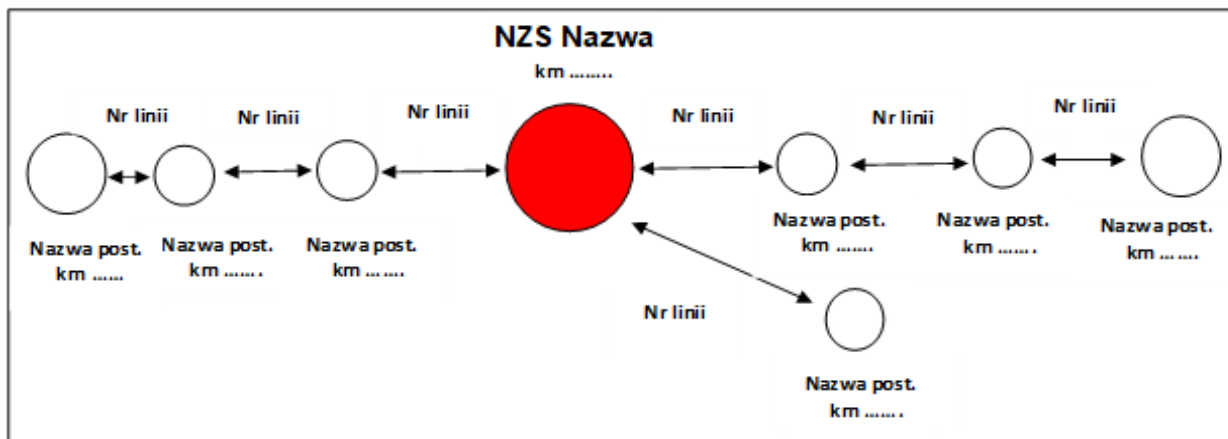 NZS Nazwa
km ........
Nr linii
Nr linii
Nr linii
Nr linii
Nr linii
Nr linii
Nazwa post.
km ......
Nazwa post.
km .......
Nazwa post.
km .......
Nazwa post.
km .......
Nazwa post.
km .......
Nazwa post.
km .......
Nr linii
Nazwa post.
km .......